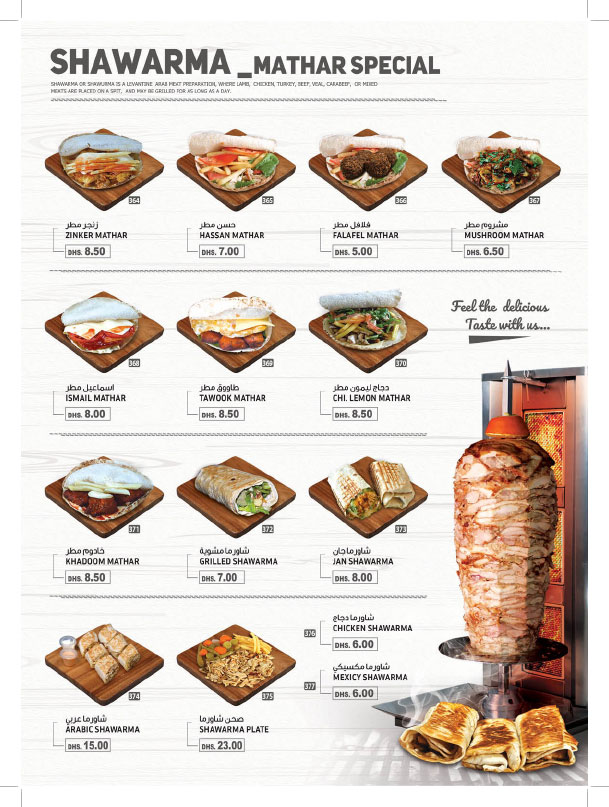 SHAWARMA _MATHAR SPECIAL
SHAWARMA OR SHAWURMA IS A LEVANTINE ARAB MEAT PREPARATION, WHERE LAMB, CHICKEN, TURKEY, BEEF, VEAL, CARABEEF, OR MIXED
MEATS ARE PLACED ON A SPIT, AND MAY BE GRILLED FOR AS LONG AS A DAY.
364
زنجر مطر
ZINKER MATHAR
DHS. 8.50
365
حسن مطر
HASSAN MATHAR
DHS. 7.00
366
فلافل مطر
FALAFEL MATHAR
DHS. 5.00
367
مشروم مطر
MUSHROOM MATHAR
DHS. 6.50
368
اسماعيل مطر
ISMAIL MATHAR
DHS. 8.00
369
طاووق مطر
TAWOOK MATHAR
DHS. 8.50
370
دجاج ليمون مطر
CHI. LEMON MATHAR
DHS. 8.50
Feel the delicious
Taste with us...
371
خادوم مطر
KHADOOM MATHAR
DHS. 8.50
372
شاورما مشوية
GRILLED SHAWARMA
DHS. 7.00
373
شاورما جان
JAN SHAWARMA
DHS. 8.00
374
شاورما عربي
ARABIC SHAWARMA
DHS. 15.00
375
صحن شاورما
SHAWARMA PLATE
DHS. 23.00
376
شاورما دجاج
CHICKEN SHAWARMA
DHS. 6.00
377
شاورما مكسيكي
MEXICY SHAWARMA
DHS. 6.00